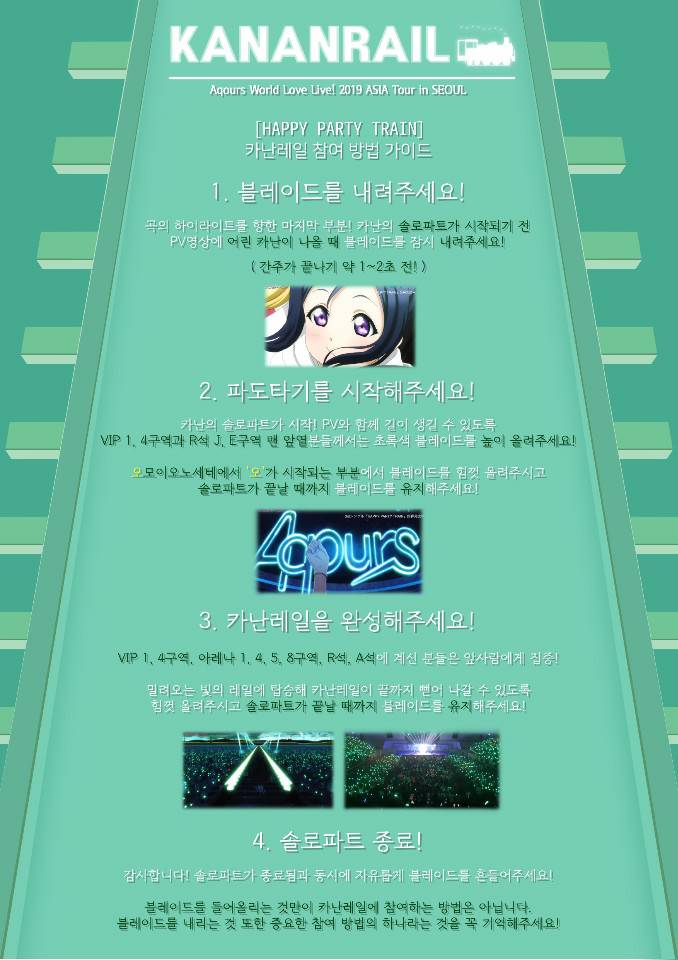 KANANRAIL
Aqours World Love Live! 2019 ASIA Tour in SEOUL
[HAPPY PARTY TRAIN]
카난레일 참여 방법 가이드
1. 블레이드를 내려주세요!
곡의 하이라이트를 향한 마지막 부분! 카난의 솔로파트가 시작되기 전
PV영상에 어린 카난이 나올 때 블레이드를 잠시 내려주세요!
( 간주가 끝나기 약 1~2초 전! )
2. 파도타기를 시작해주세요!
카난의 솔로파트가 시작! PV와 함께 길이 생길 수 있도록
VIP 1, 4구역과 R석 J, E구역 맨 앞열분들께서는 초록색 블레이드를 높이 올려주세요!
오모이오노세테에서 '오'가 시작되는 부분에서 블레이드를 힘껏 올려주시고
솔로파트가 끝날 때까지 블레이드를 유지해주세요!
Aqours
3. 카난레일을 완성해주세요!
VIP 1, 4구역, 아레나 1, 4, 5, 8구역, R석, A석에 계신 분들은 앞사람에게 집중!
밀려오는 빛의 레일에 탑승해 카난레일이 끝까지 뻗어 나갈 수 있도록
힘껏 올려주시고 솔로파트가 끝날 때까지 블레이드를 유지해주세요!
4. 솔로파트 종료!
감사합니다! 솔로파트가 종료됨과 동시에 자유롭게 블레이드를 흔들어주세요!
블레이드를 들어올리는 것만이 카난레일에 참여하는 방법은 아닙니다.
블레이드를 내리는 것 또한 중요한 참여 방법의 하나라는 것을 꼭 기억해주세요!